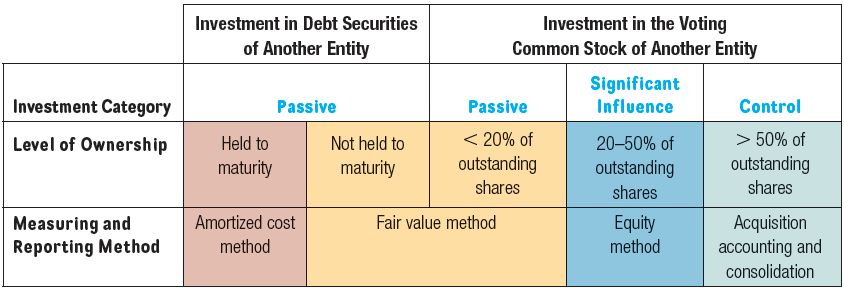 Investment in Debt Securities
of Another Entity
Investment in the Voting
Common Stock of Another Entity
Investment Category
Passive
Passive
Significant
Influence
Control
Level of Ownership
Held to
maturity
Not held to
maturity
< 20% of
outstanding
shares
20–50% of
outstanding
shares
> 50% of
outstanding
shares
Measuring and
Reporting Method
Amortized cost
method
Fair value method
Equity
method
Acquisition
accounting and
consolidation